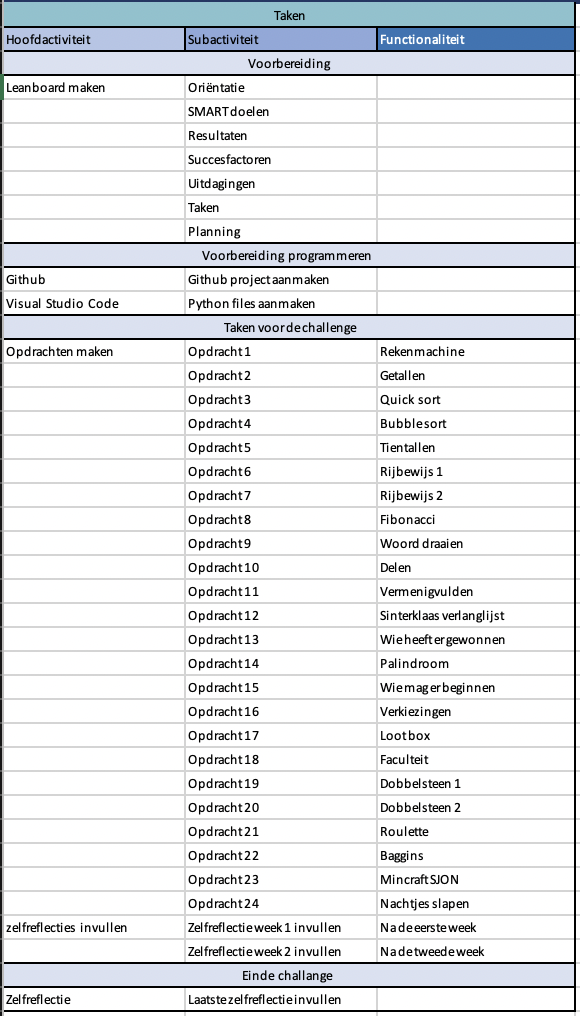 Taken
Hoofdactiviteit Subactiviteit Functionaliteit
Voorbereiding
Leanboard maken Oriëntatie
SMART doelen
Resultaten
Succesfactoren
Uitdagingen
Taken
Planning
Voorbereiding programmeren
Github Github project aanmaken
Visual Studio Code Python files aanmaken
Taken voor de challenge
Opdrachten maken Opdracht 1 Rekenmachine
Opdracht 2 Getallen
Opdracht 3 Quick sort
Opdracht 4 Bubble sort
Opdracht 5 Tientallen
Opdracht 6 Rijbewijs 1
Opdracht 7 Rijbewijs 2
Opdracht 8 Fibonacci
Opdracht 9 Woord draaien
Opdracht 10 Delen
Opdracht 11 Vermenigvulden
Opdracht 12 Sinterklaas verlanglijst
Opdracht 13 Wie heeft er gewonnen
Opdracht 14 Palindroom
Opdracht 15 Wie mag er beginnen
Opdracht 16 Verkiezingen
Opdracht 17 Loot box
Opdracht 18 Faculteit
Opdracht 19 Dobbelsteen 1
Opdracht 20 Dobbelsteen 2
Opdracht 21 Roulette
Opdracht 22 Baggins
Opdracht 23 Mincraft SJON
Opdracht 24 Nachtjes slapen
zelfreflecties invullen Zelfreflectie week 1 invullen Na de eerste week
Zelfreflectie week 2 invullen Na de tweede week
Einde challange
Zelfreflectie Laatste zelfreflectie invullen